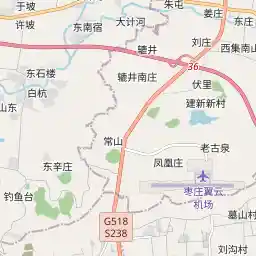 于坡
许坡
朱屯
大计河
姜庄
东庄
刘庄
东南宿
辘井
西集南山
36
东石楼
白杭
辘井南庄
伏里
建新新村
山东
常山
老古泉
东辛庄
凤凰庄
钓鱼台
枣庄翼云
机场
G518
S238
墓山村
刘沟村